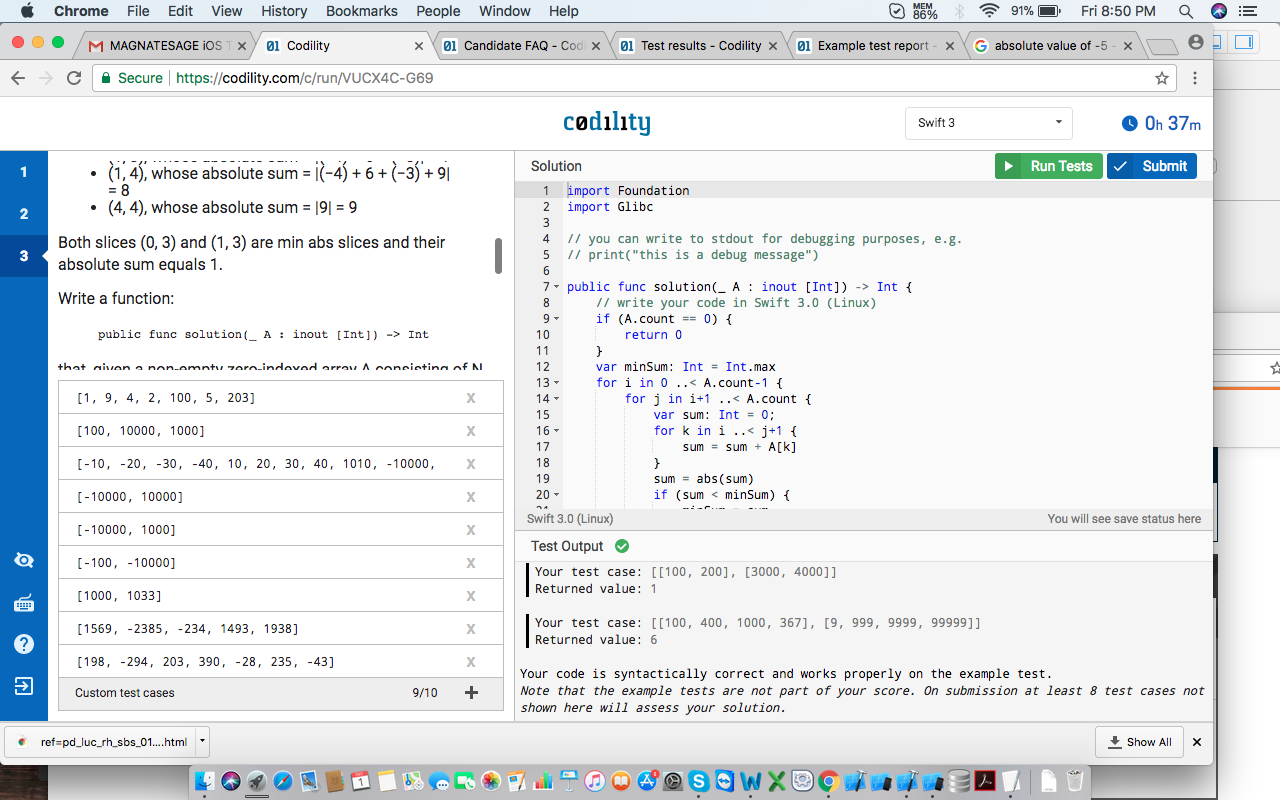 Chrome File Edit View History Bookmarks People Window Help MEM 86% 91% Fri 8:50 PM
MAGNATESAGE iOS T Codility Candidate FAQ - Codi Test results - Codility Example test report - absolute value of -5 -
Secure https://codility.com/c/run/VUCX4C-G69
codility
Swift 3
0h 37m
1
2
3
• (1, 4), whose absolute sum = |(−4) + 6 + (−3) + 9|
= 8
• (4, 4), whose absolute sum = |9| = 9
Both slices (0, 3) and (1, 3) are min abs slices and their
absolute sum equals 1.
Write a function:
public func solution(_ A : inout [Int]) -> Int
that, given a non-empty zero-indexed array A consisting of N
[1, 9, 4, 2, 100, 5, 203] X
[100, 10000, 1000] X
[-10, -20, -30, -40, 10, 20, 30, 40, 1010, -10000, X
[-10000, 10000] X
[-10000, 1000] X
[-100, -10000] X
[1000, 1033] X
[1569, -2385, -234, 1493, 1938] X
[198, -294, 203, 390, -28, 235, -43] X
Custom test cases 9/10 +
Solution Run Tests Submit
1 import Foundation
2 import Glibc
3
4 // you can write to stdout for debugging purposes, e.g.
5 // print("this is a debug message")
6
7 public func solution(_ A : inout [Int]) -> Int {
8 // write your code in Swift 3.0 (Linux)
9 if (A.count == 0) {
10 return 0
11 }
12 var minSum: Int = Int.max
13 for i in 0 ..< A.count-1 {
14 for j in i+1 ..< A.count {
15 var sum: Int = 0;
16 for k in i ..< j+1 {
17 sum = sum + A[k]
18 }
19 sum = abs(sum)
20 if (sum < minSum) {
Swift 3.0 (Linux) You will see save status here
Test Output
Your test case: [[100, 200], [3000, 4000]]
Returned value: 1
Your test case: [[100, 400, 1000, 367], [9, 999, 9999, 99999]]
Returned value: 6
Your code is syntactically correct and works properly on the example test.
Note that the example tests are not part of your score. On submission at least 8 test cases not
shown here will assess your solution.
ref=pd_luc_rh_sbs_01....html Show All